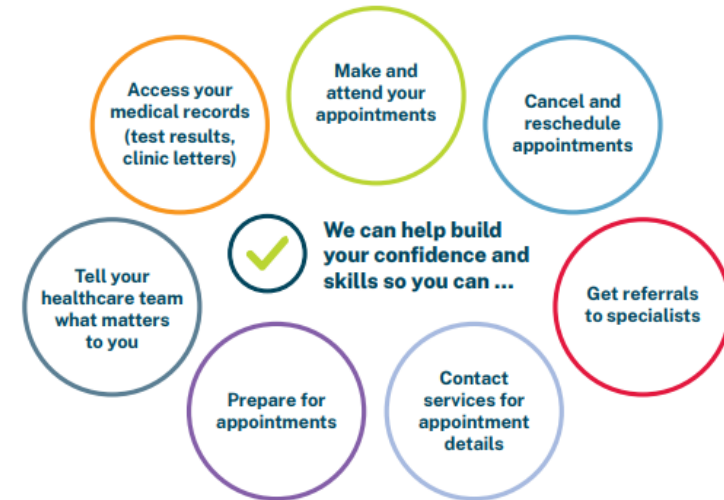 Access your
medical records
(test results,
clinic letters)
Make and
attend your
appointments
Cancel and
reschedule
appointments
We can help build
your confidence and
skills so you can ...
Tell your
healthcare team
what matters
to you
Get referrals
to specialists
Prepare for
appointments
Contact
services for
appointment
details